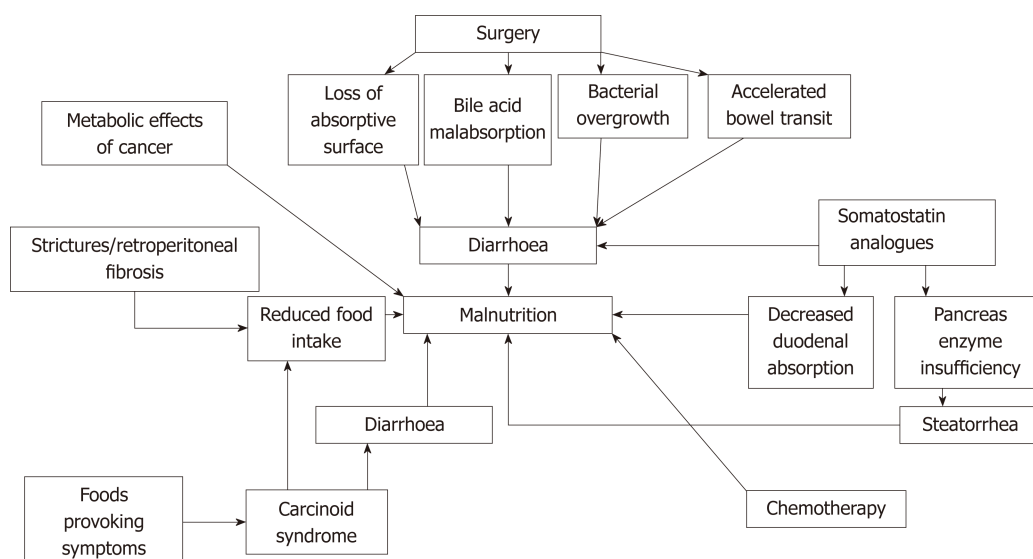 Surgery
Loss of
absorptive
surface
Bile acid
malabsorption
Bacterial
overgrowth
Accelerated
bowel transit
Metabolic effects
of cancer
Strictures/retroperitoneal
fibrosis
Diarrhoea
Somatostatin
analogues
Reduced food
intake
Malnutrition
Decreased
duodenal
absorption
Pancreas
enzyme
insufficiency
Diarrhoea
Steatorrhea
Foods
provoking
symptoms
Carcinoid
syndrome
Chemotherapy